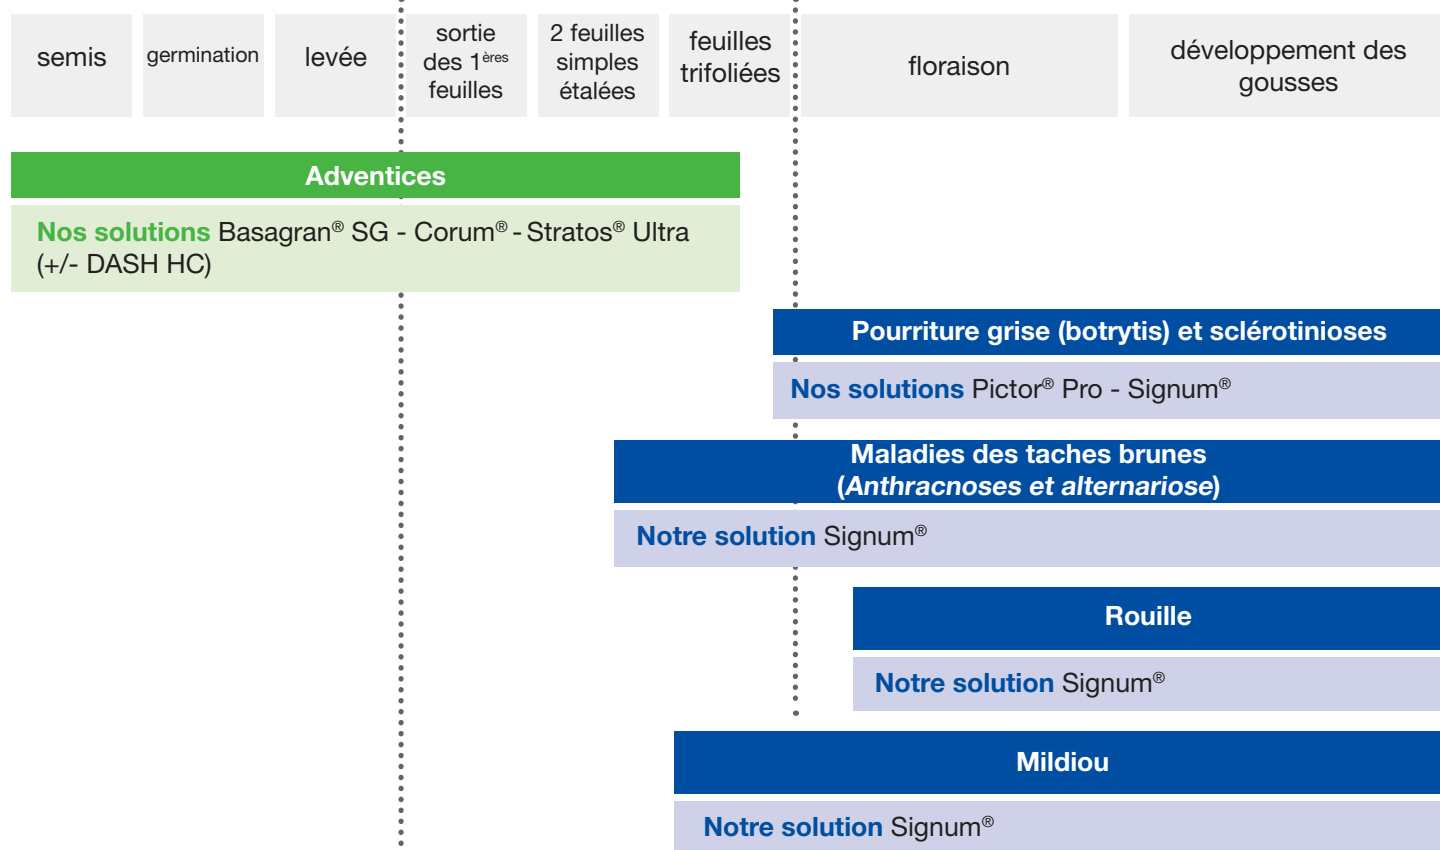 semis
germination
levée
sortie
des 1ères
feuilles
2 feuilles
simples
étalées
feuilles
trifoliées
floraison
développement des
gousses
Adventices
Nos solutions Basagran® SG - Corum® - Stratos® Ultra
(+/- DASH HC)
Pourriture grise (botrytis) et sclérotinioses
Nos solutions Pictor® Pro - Signum®
Maladies des taches brunes
(Anthracnoses et alternariose)
Notre solution Signum®
Rouille
Notre solution Signum®
Mildiou
Notre solution Signum®